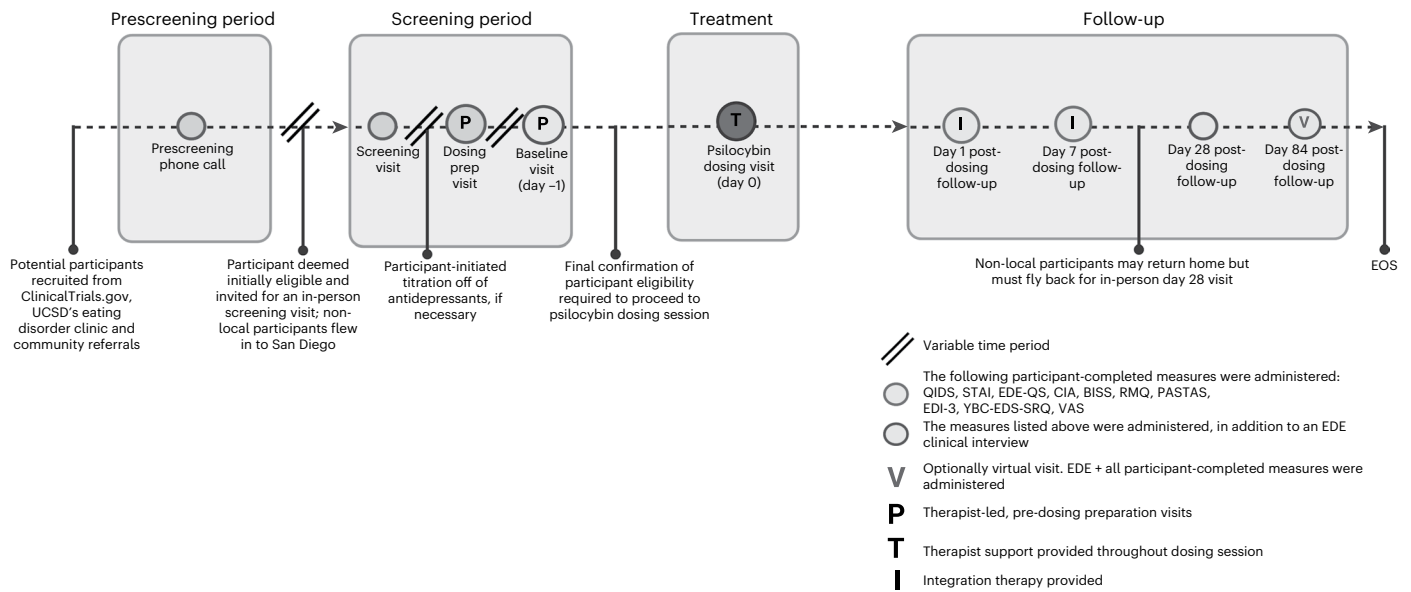 Prescreening period
Screening period
Treatment
Follow-up
Prescreening
phone call
Screening
visit
P
Dosing
prep
visit
P
Baseline
visit
(day –1)
T
Psilocybin
dosing visit
(day 0)
I
Day 1 post-
dosing
follow-up
I
Day 7 post-
dosing follow-
up
Day 28 post-
dosing
follow-up
V
Day 84 post-
dosing
follow-up
Potential participants
recruited from
ClinicalTrials.gov,
UCSD’s eating
disorder clinic and
community referrals
Participant deemed
initially eligible and
invited for an in-person
screening visit; non-
local participants flew
in to San Diego
Participant-initiated
titration off of
antidepressants, if
necessary
Final confirmation of
participant eligibility
required to proceed to
psilocybin dosing session
Non-local participants may return home but
must fly back for in-person day 28 visit
EOS
Variable time period
The following participant-completed measures were administered:
QIDS, STAI, EDE-QS, CIA, BISS, RMQ, PASTAS,
EDI-3, YBC-EDS-SRQ, VAS
The measures listed above were administered, in addition to an EDE
clinical interview
V Optionally virtual visit. EDE + all participant-completed measures were
administered
P Therapist-led, pre-dosing preparation visits
T Therapist support provided throughout dosing session
I Integration therapy provided